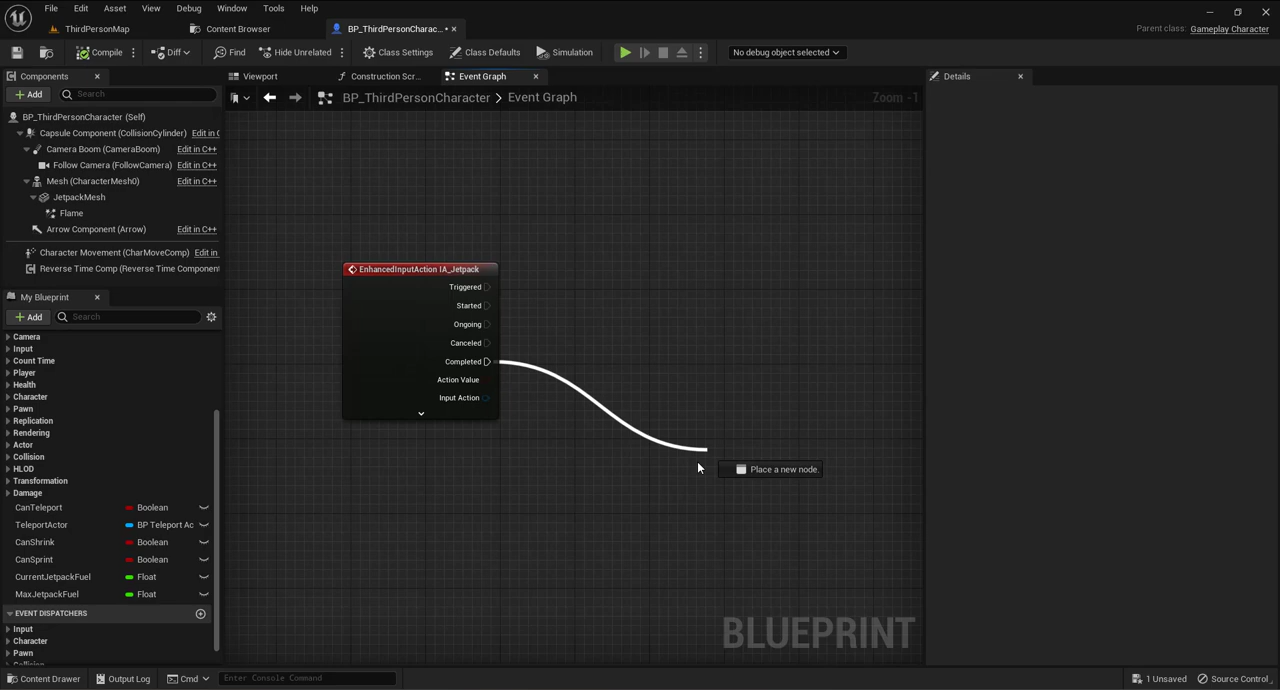 File Edit Asset View Debug Window Tools Help
ThirdPersonMap Content Browser BP_ThirdPersonCharac... •
Parent class: Gameplay Character
Compile Diff Find Hide Unrelated Class Settings Class Defaults Simulation No debug object selected
Components Viewport Construction Scr... Event Graph Details
Add Search
BP_ThirdPersonCharacter > Event Graph Zoom -1
BP_ThirdPersonCharacter (Self)
Capsule Component (CollisionCylinder) Edit in C
Camera Boom (CameraBoom) Edit in C++
Follow Camera (FollowCamera) Edit in C++
Mesh (CharacterMesh0) Edit in C++
JetpackMesh
Flame
Arrow Component (Arrow) Edit in C++
Character Movement (CharMoveComp) Edit in
Reverse Time Comp (Reverse Time Component
My Blueprint
Add Search
Camera
Input
Count Time
Player
Health
Character
Pawn
Replication
Rendering
Actor
Collision
HLOD
Transformation
Damage
CanTeleport Boolean
TeleportActor BP Teleport Ac
CanShrink Boolean
CanSprint Boolean
CurrentJetpackFuel Float
MaxJetpackFuel Float
EVENT DISPATCHERS
Input
Character
Pawn
Collision
EnhancedInputAction IA_Jetpack
Triggered
Started
Ongoing
Canceled
Completed
Action Value
Input Action
Place a new node.
BLUEPRINT
Content Drawer Output Log Cmd Enter Console Command 1 Unsaved Source Control